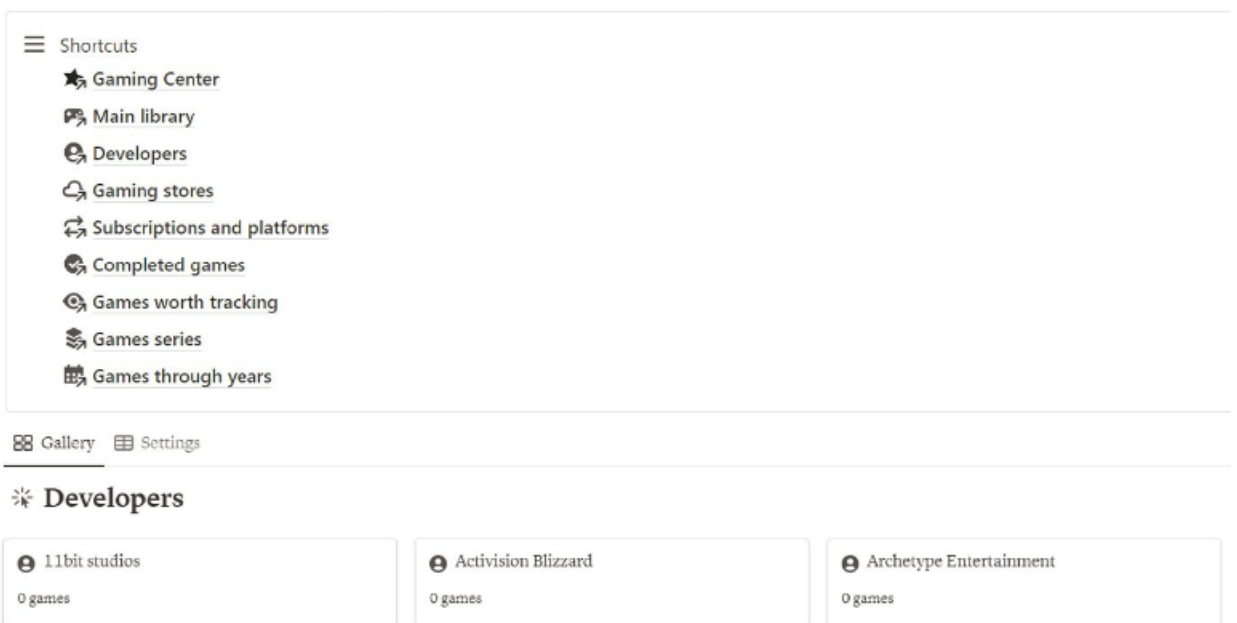 Shortcuts
Gaming Center
Main library
Developers
Gaming stores
Subscriptions and platforms
Completed games
Games worth tracking
Games series
Games through years
Gallery Settings
Developers
11bit studios Activision Blizzard Archetype Entertainment
0 games 0 games 0 games